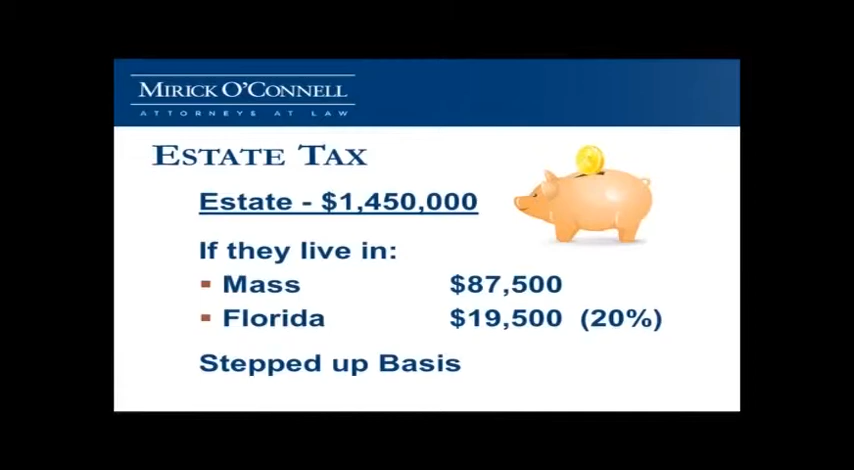 MIRICK O'CONNELL
ATTORNEYS AT LAW
ESTATE TAX
Estate - $1,450,000
If they live in:
▪ Mass $87,500
▪ Florida $19,500 (20%)
Stepped up Basis